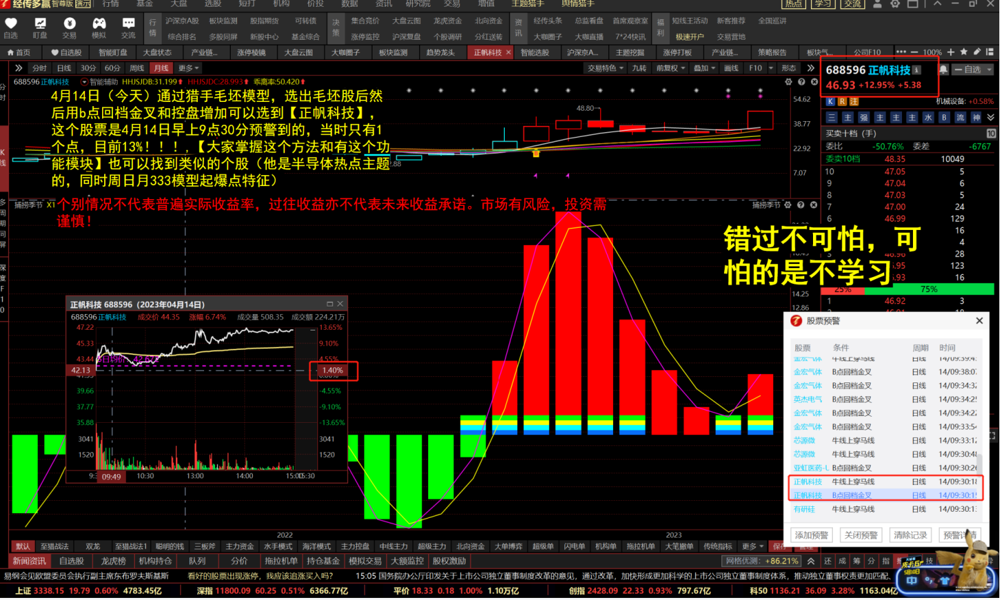 经传多赢 智尊版 演示 行情 基金 大盘 选股 短打 机构 价投 数据 资讯 研究院 交易 增值 主题猎手 舆情猎手 热点 学习 交流
自选 盯盘 交易 模拟 交流
行情 沪深京A股 板块监测 股指期货 可转债
综合排名 多股同屏 新股中心 基金综合
决策 集合竞价 大盘云图 龙虎资金 北向资金
涨停监控 沪深复盘 个股调研 分红送转
资讯 经传头条 总监看盘 首席观察室
大咖圈子 大咖直播 7*24快讯
福利 短线王活动 新客推荐 全国巡讲
极速开户 交易营地
首页 自选股 智能盯盘 大盘状态 产业链... 涨停棱镜 大盘云图 大咖圈子 板块监测 趋势龙头 正帆科技 × 智能选股 沪深京A... 主题挖掘 涨停打板 产业链... 策略报告 板块气... 公司F10 ••• — 100% +
分时 日线 30分 60分 周线 月线 更多 交易特色 九转 前复权 叠加 画线 F10 形态
688596 正帆科技 智能辅助 HHJSJDB:31.199 HHJSJDC:28.993 乖离率:50.420
4月14日（今天）通过猎手毛坯模型，选出毛坯股后然
后用b点回档金叉和控盘增加可以选到【正帆科技】，
这个股票是4月14日早上9点30分预警到的，当时只有1
个点，目前13%！！！，【大家掌握这个方法和有这个功
能模块】也可以找到类似的个股（他是半导体热点主题
的，同时周日月333模型起爆点特征）
48.80
54.62
38.77
22.92
7.07
捕捞季节 X1
捕捞季节
个别情况不代表普遍实际收益率，过往收益亦不代表未来收益承诺。市场有风险，投资需
谨慎！
错过不可怕，可
怕的是不学习
14.25
12.86
688596 正帆科技
46.93 +12.95% +5.38
自选
K R 注 机械设备: +0.58%
三 主 强 主 主 主 水 B 流 神
买卖十档 (手) 10
委比 -50.76% 委差 -6767
委卖10档 48.35 10049
10 47.05 5
9 47.04 6
8 47.03 5
7 47.00 24
6 46.99 129
16
4
28
123
16
25% 75%
1 46.92 3
正帆科技 688596 (2023年04月14日)
688596 正帆科技 成交价 44.35 涨幅 6.74% 成交量 508.35 成交额 224.21万
47.22 13.65%
45.33 9.10%
43.44 4.55%
42.13 1.40%
39.66 -4.55%
37.77 -9.10%
35.88 -13.65%
3041 3041
1520 1520
09:49 10:30 13:00 14:00
股票预警
股票 条件 周期 时间
金宏气体 牛线上穿马线 日线
金宏气体 B点回档金叉 日线 14/09:38:0
金宏气体 B点回档金叉 日线 14/09:34:3
英杰电气 B点回档金叉 日线 14/09:34:2
金宏气体 B点回档金叉 日线 14/09:34:2
金宏气体 B点回档金叉 日线 14/09:33:5
芯源微 牛线上穿马线 日线 14/09:33:1
芯源微 牛线上穿马线 日线 14/09:30:4
亚虹医药-U B点回档金叉 日线 14/09:30:2
正帆科技 牛线上穿马线 日线 14/09:30:1
正帆科技 B点回档金叉 日线 14/09:30:1
有研硅 牛线上穿马线 日线 14/09:30:1
添加预警 关闭预警 清除记录 预警详情
2022 2023
默认 至猎战法 双龙 至猎战法1 聪明的钱 三板斧 主力资金 水手模式 海洋模式 主力控盘 中线主力 超级主力 北向资金 大单博弈 超级单 闪电单 机构单 拖拉机单 大笔撤单 传统指标 更多
新闻资讯 自选股 龙虎榜 机构持仓 队列 分价 拖拉机单 持仓基金 模拟交易 大额监控 股权激励 网格优测: +86.21% 还 成 筹 分 指
易纲会见欧盟委员会执行副主席东布罗夫斯基斯 看好的股票出现涨停，我应该追涨买入吗？ 15:05 国务院办公厅印发关于上市公司独立董事制度改革的意见，通过改革，加快形成更加科学的上市公司独立董事制度体系，推动独立董事权责更加匹配、
上证 3338.15 19.79 0.60% 4783.45亿 深指 11800.09 60.25 0.51% 6366.77亿 平价 18.33 0.18 1.00% 1.10万亿 创指 2428.09 22.33 0.93% 797.67亿 科50 1136.21 36.09 3.28% 1163.04亿